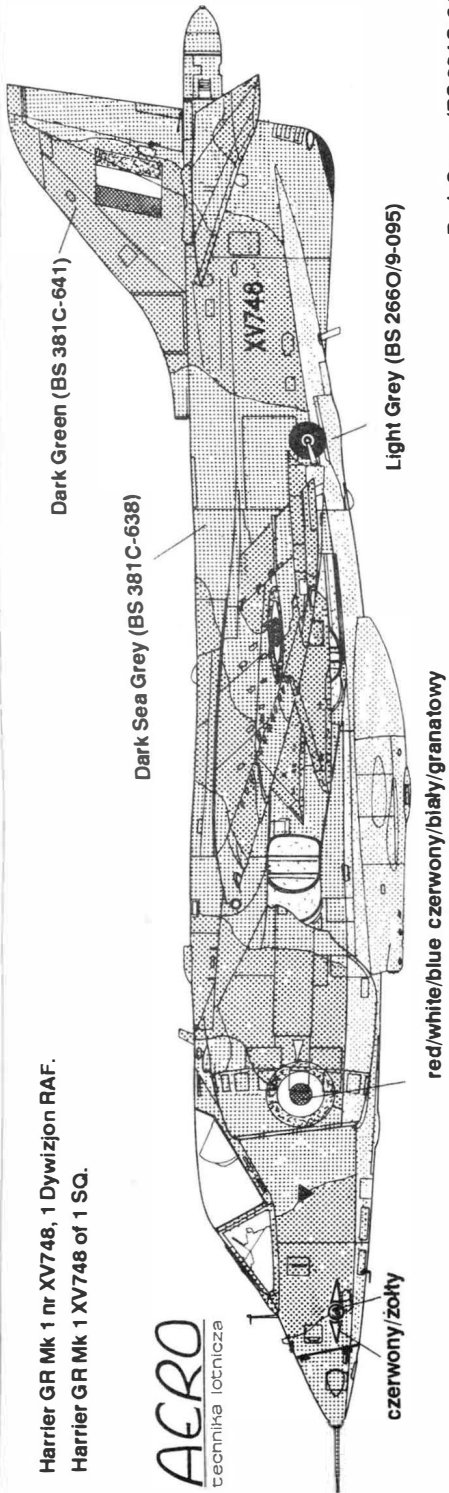 Harrier GR Mk 1 nr XV748, 1 Dywizjon RAF.
Harrier GR Mk 1 XV748 of 1 SQ.
AERO
technika lotnicza
Dark Green (BS 381C-641)
Dark Sea Grey (BS 381C-638)
XV748
Light Grey (BS 266O/9-095)
czerwony/żołty
red/white/blue czerwony/biały/granatowy